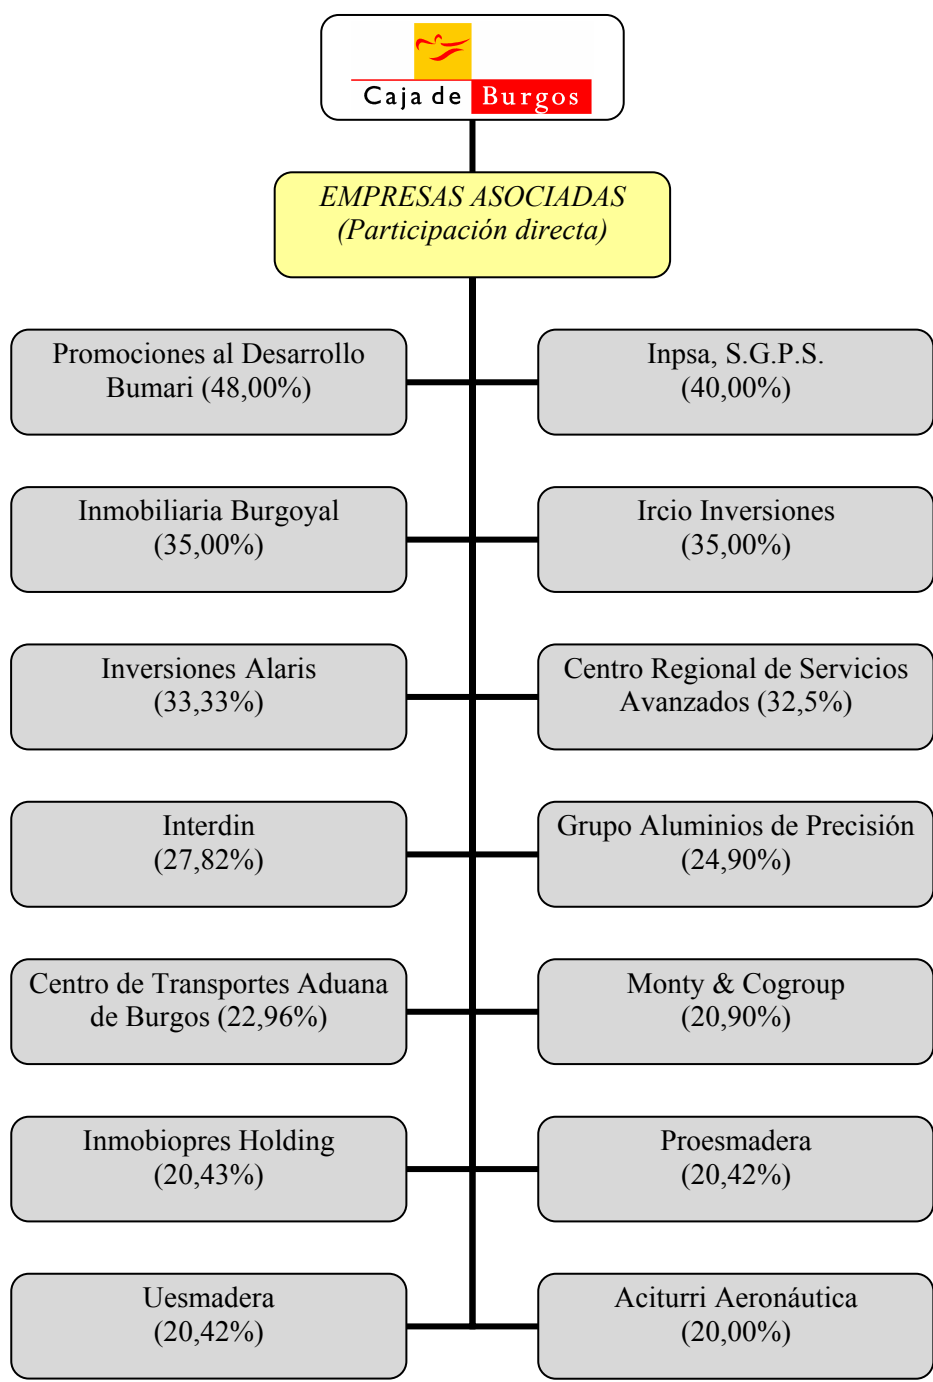 Caja de Burgos
EMPRESAS ASOCIADAS
(Participación directa)
Promociones al Desarrollo
Bumari (48,00%)
Inpsa, S.G.P.S.
(40,00%)
Inmobiliaria Burgoyal
(35,00%)
Ircio Inversiones
(35,00%)
Inversiones Alaris
(33,33%)
Centro Regional de Servicios
Avanzados (32,5%)
Interdin
(27,82%)
Grupo Aluminios de Precisión
(24,90%)
Centro de Transportes Aduana
de Burgos (22,96%)
Monty & Cogroup
(20,90%)
Inmobiopres Holding
(20,43%)
Proesmadera
(20,42%)
Uesmadera
(20,42%)
Aciturri Aeronáutica
(20,00%)